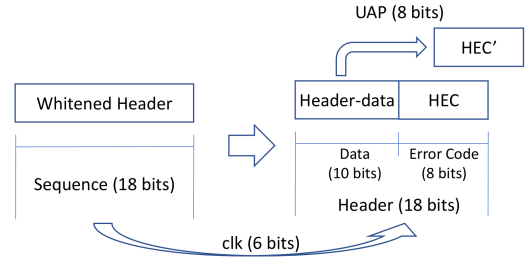 UAP (8 bits)
HEC’
Whitened Header
Header-data
HEC
Data
(10 bits)
Error Code
(8 bits)
Sequence (18 bits)
Header (18 bits)
clk (6 bits)